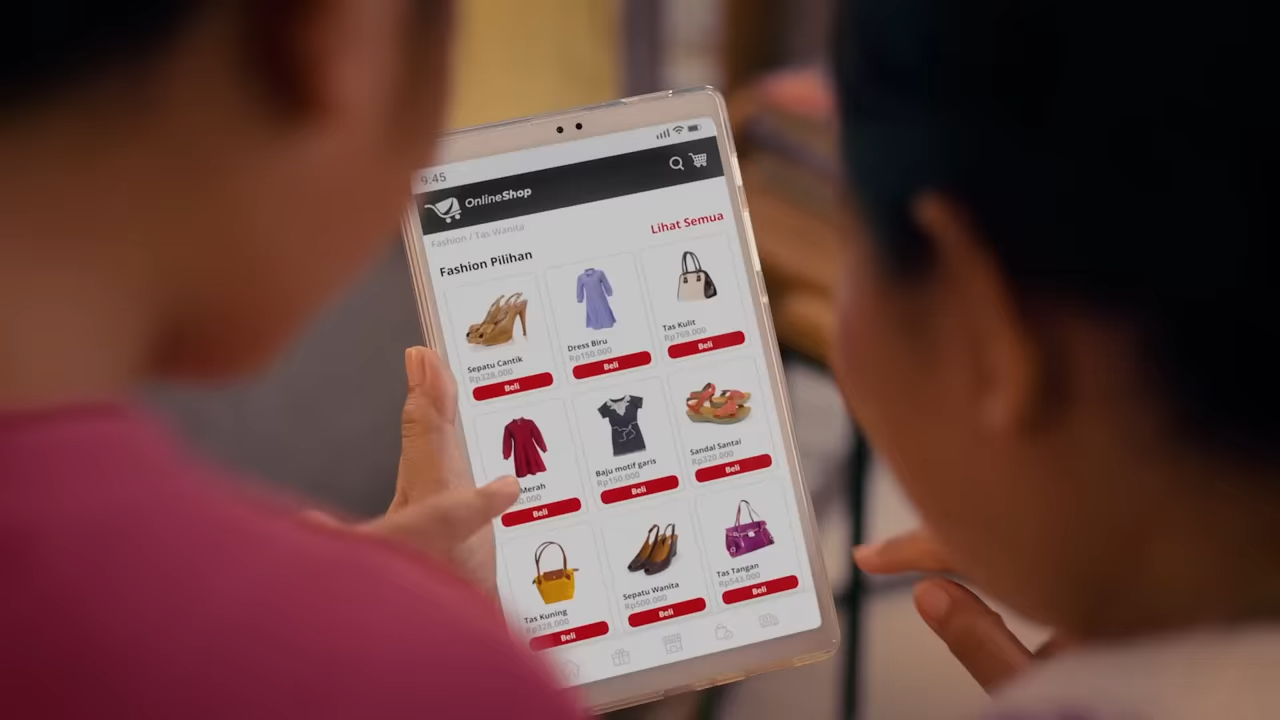 9:45
OnlineShop
Fashion / Tas Wanita
Lihat Semua
Fashion Pilihan
Sepatu Cantik
Rp328.000
Beli
Dress Biru
Rp158.000
Beli
Tas Kulit
Rp769.000
Beli
Merah
Beli
Baju motif garis
Rp150.000
Beli
Sandal Santai
Rp320.000
Beli
Tas Kuning
Rp328.000
Beli
Sepatu Wanita
Rp500.000
Beli
Tas Tangan
Rp543.000
Beli